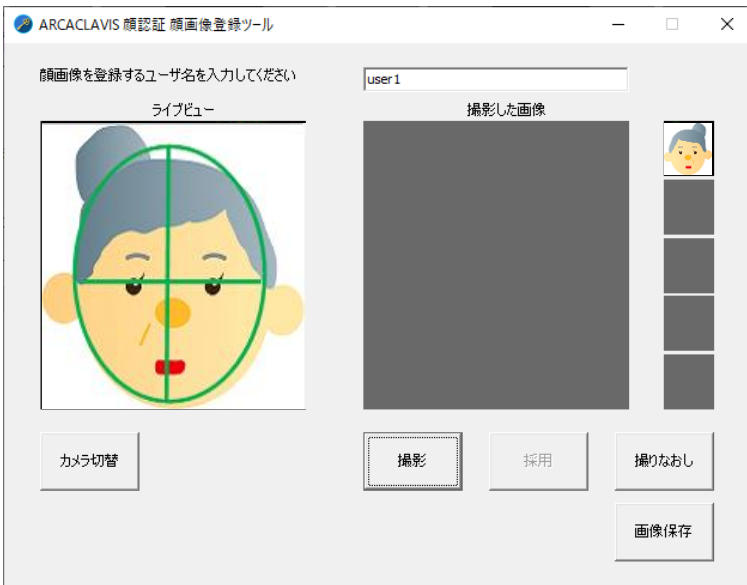 ARCACLAVIS 顔認証 顔画像登録ツール
顔画像を登録するユーザ名を入力してください
user1
ライブビュー
撮影した画像
カメラ切替
撮影
採用
撮りなおし
画像保存